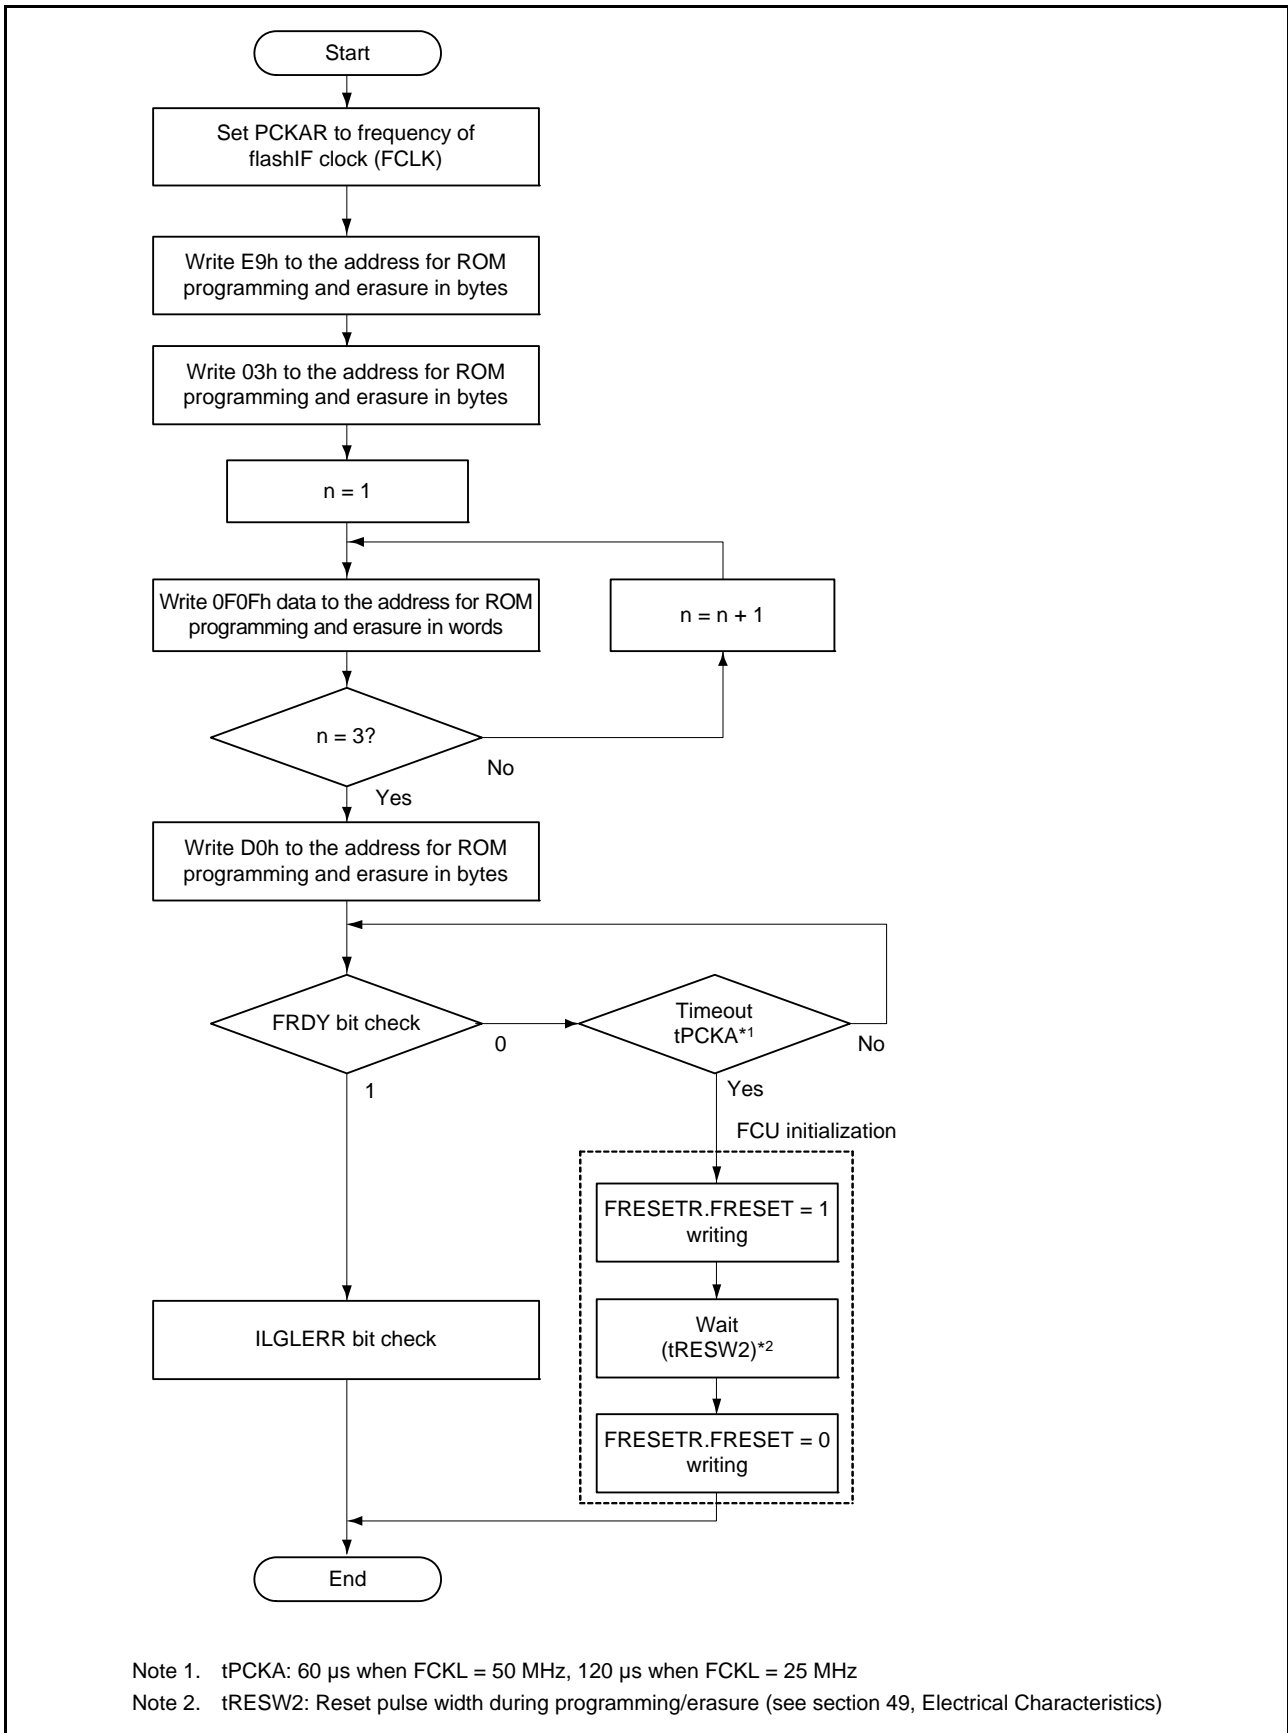 Start
Set PCKAR to frequency of
flashIF clock (FCLK)
Write E9h to the address for ROM
programming and erasure in bytes
Write 03h to the address for ROM
programming and erasure in bytes
n = 1
Write 0F0Fh data to the address for ROM
programming and erasure in words
n = n + 1
n = 3?
No
Yes
Write D0h to the address for ROM
programming and erasure in bytes
FRDY bit check
0
1
Timeout
tPCKA*1
No
Yes
FCU initialization
FRESETR.FRESET = 1
writing
Wait
(tRESW2)*2
FRESETR.FRESET = 0
writing
ILGLERR bit check
End
Note 1. tPCKA: 60 µs when FCKL = 50 MHz, 120 µs when FCKL = 25 MHz
Note 2. tRESW2: Reset pulse width during programming/erasure (see section 49, Electrical Characteristics)